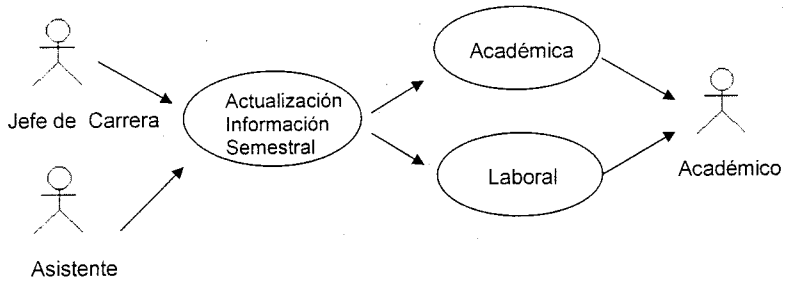 Jefe de Carrera
Asistente
Actualización
Información
Semestral
Académica
Laboral
Académico